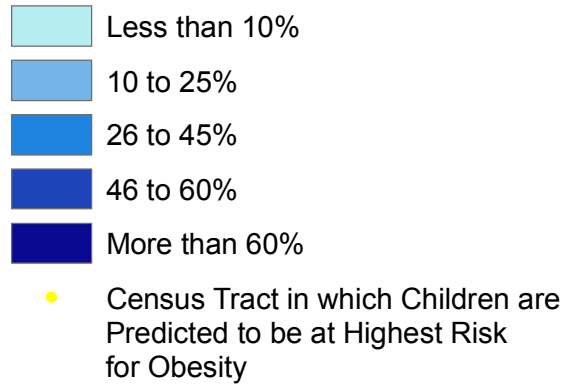 Less than 10%
10 to 25%
26 to 45%
46 to 60%
More than 60%
Census Tract in which Children are
Predicted to be at Highest Risk
for Obesity